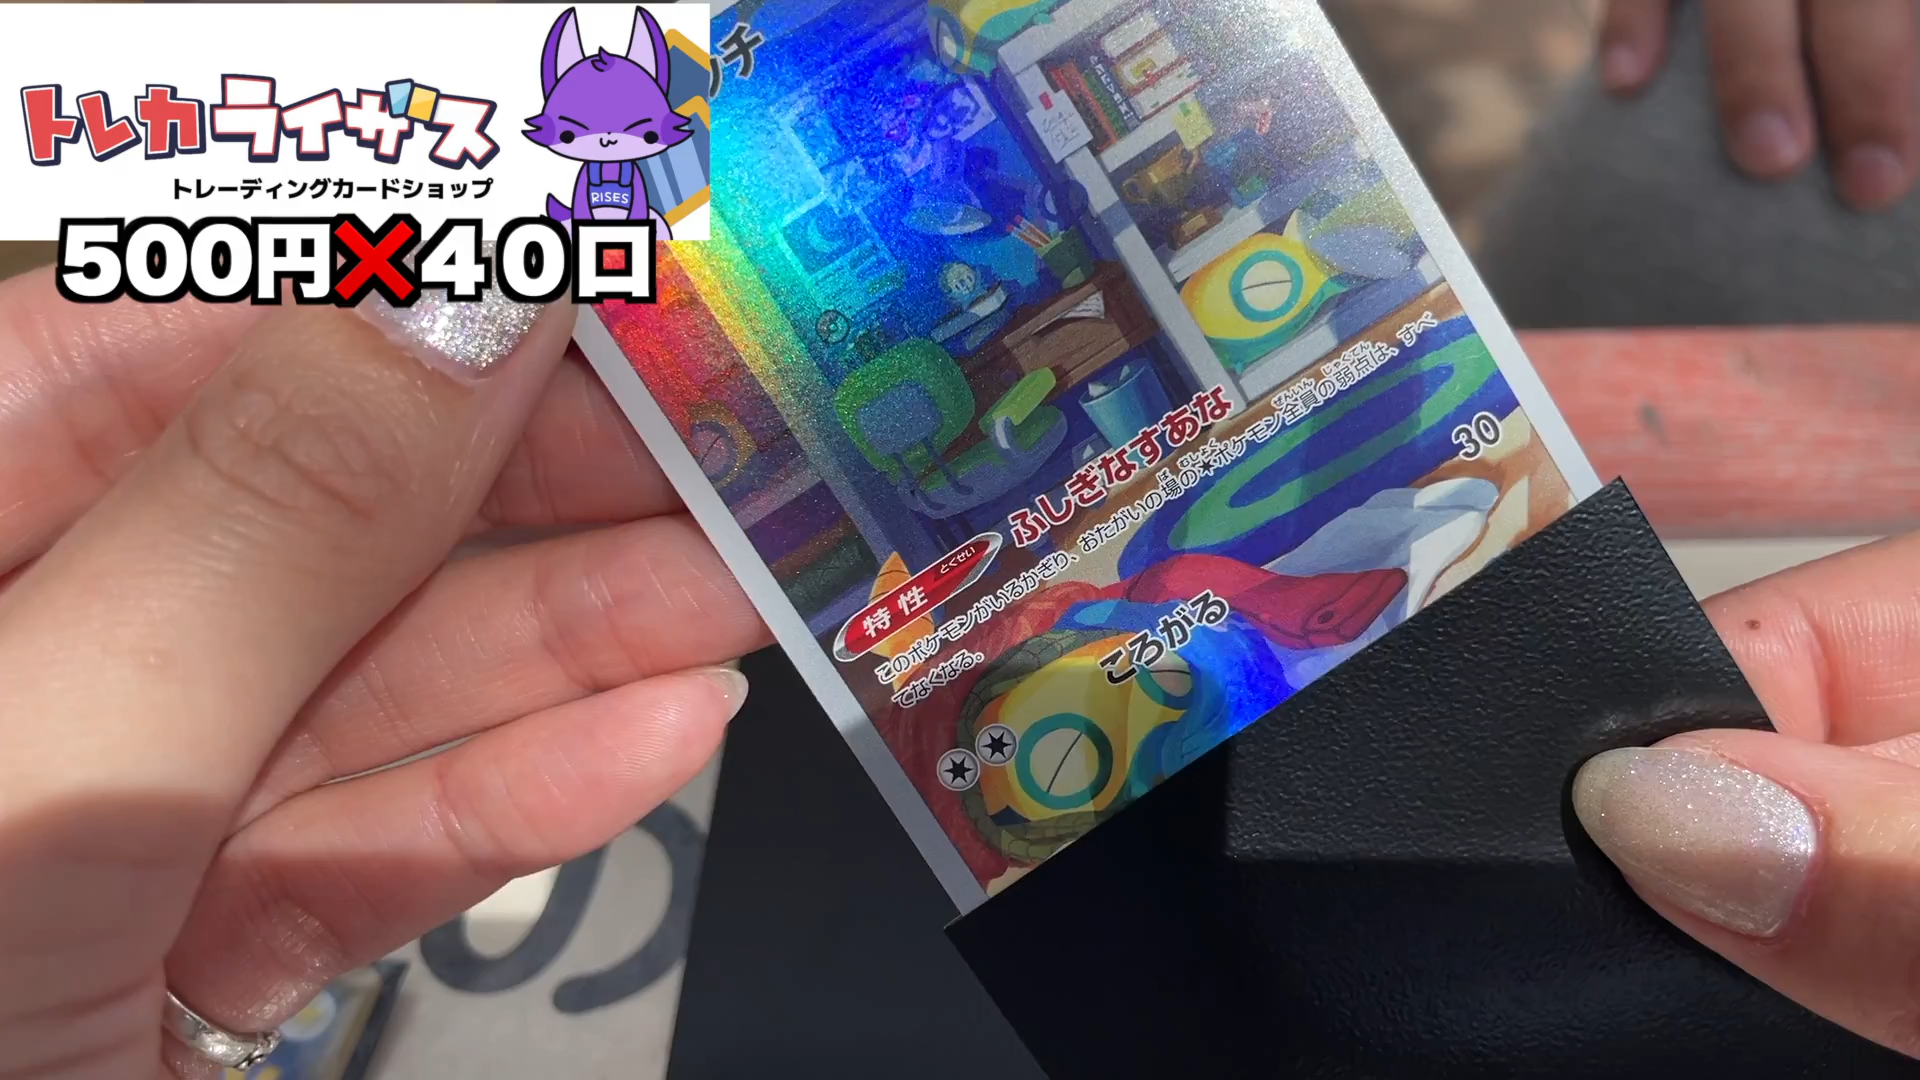 トレカライザス
トレーディングカードショップ
RISES
500円❌40口
ッチ
特性
とくせい
ふしぎなすあな
このポケモンがいるかぎり、おたがいの場の＊ポケモン全員の弱点は、すべ
てなくなる。
ころがる
30
の